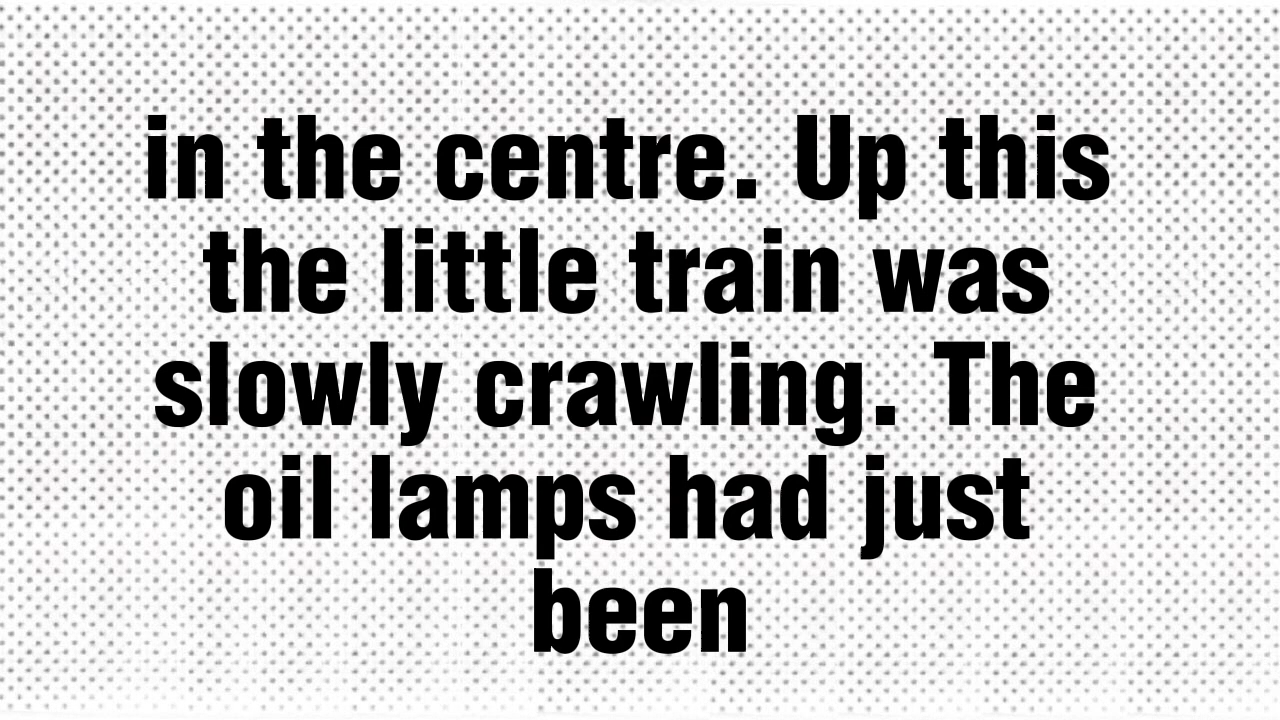 in the centre. Up this
the little train was
slowly crawling. The
oil lamps had just
been